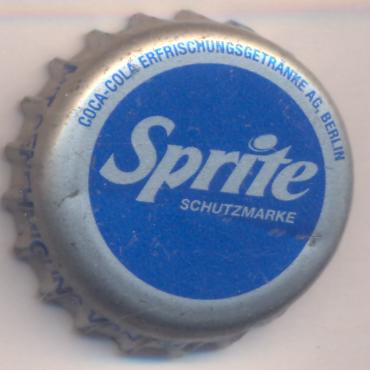 COCA-COLA ERFRISCHUNGSGETRÄNKE AG, BERLIN
Sprite
SCHUTZMARKE